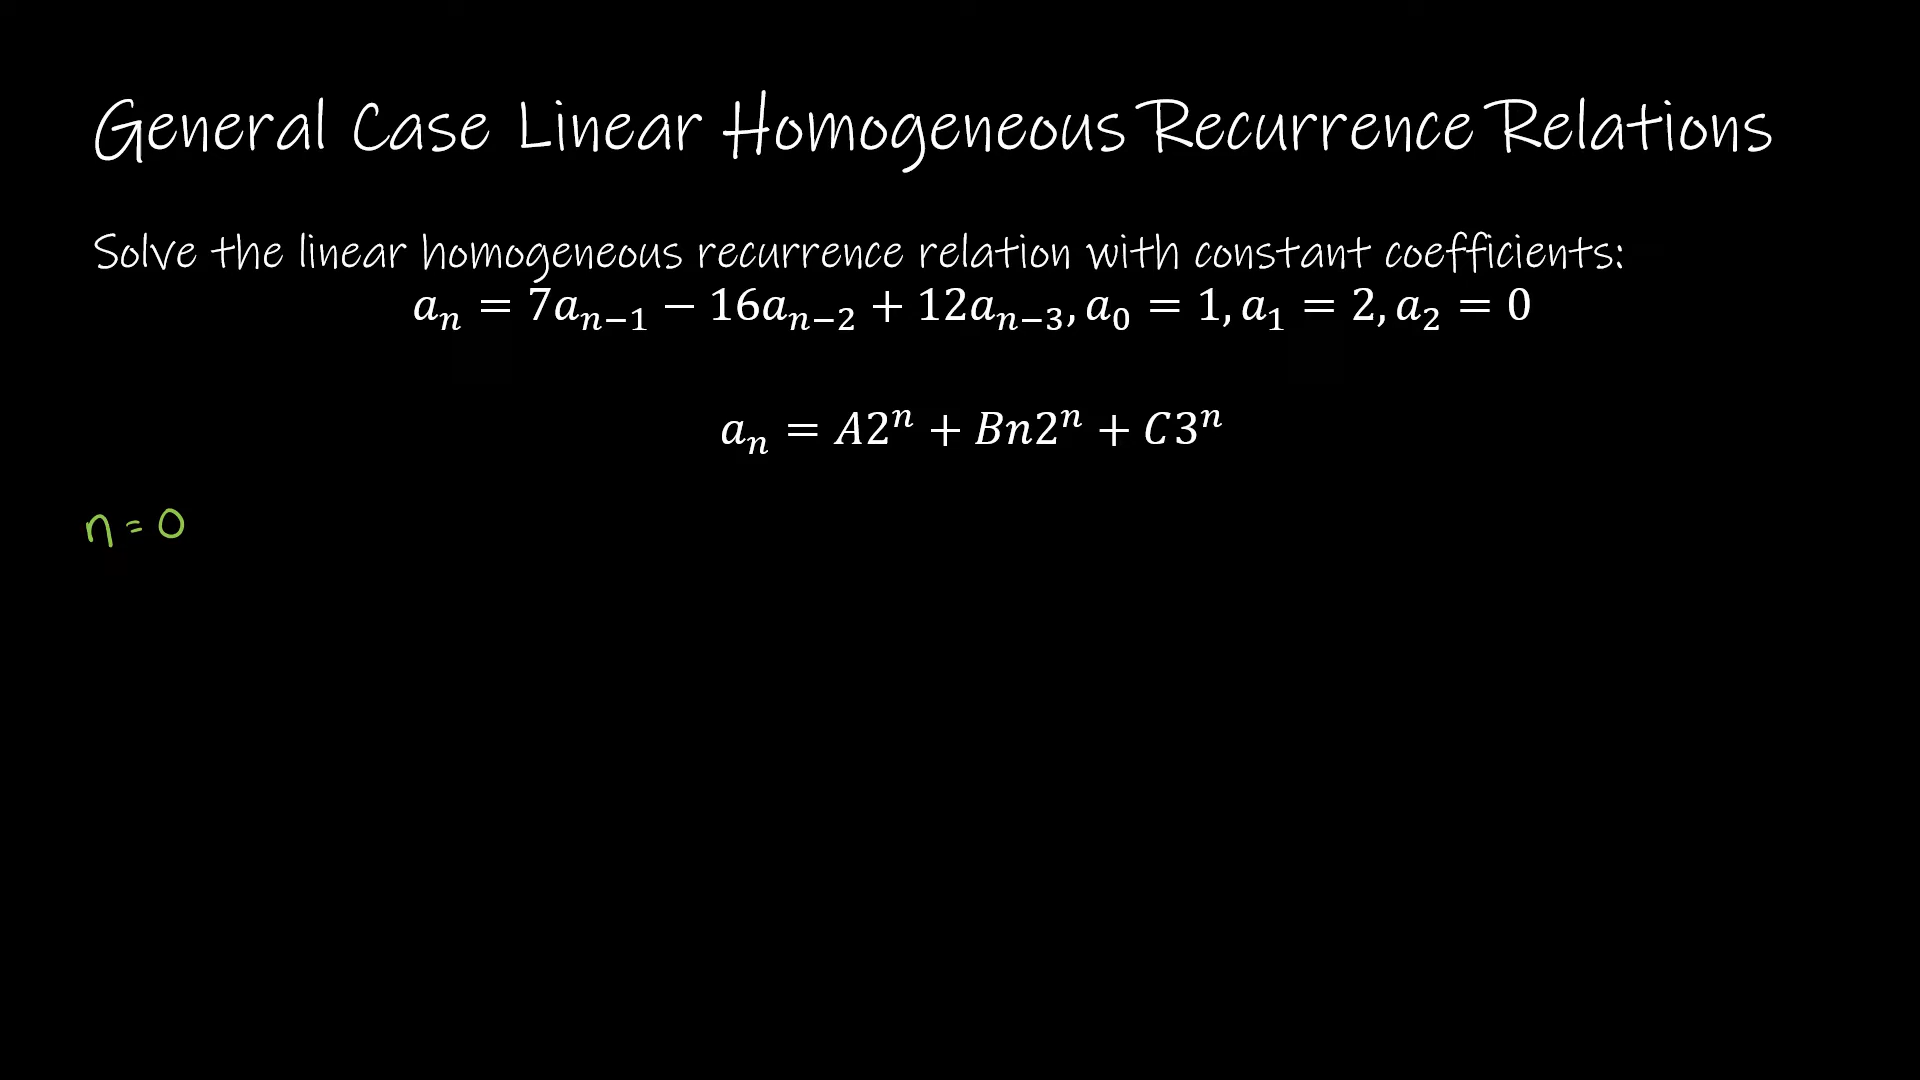 General Case Linear Homogeneous Recurrence Relations
Solve the linear homogeneous recurrence relation with constant coefficients:
aₙ = 7aₙ₋₁ − 16aₙ₋₂ + 12aₙ₋₃, a₀ = 1, a₁ = 2, a₂ = 0
aₙ = A2ⁿ + Bn2ⁿ + C3ⁿ
n = 0